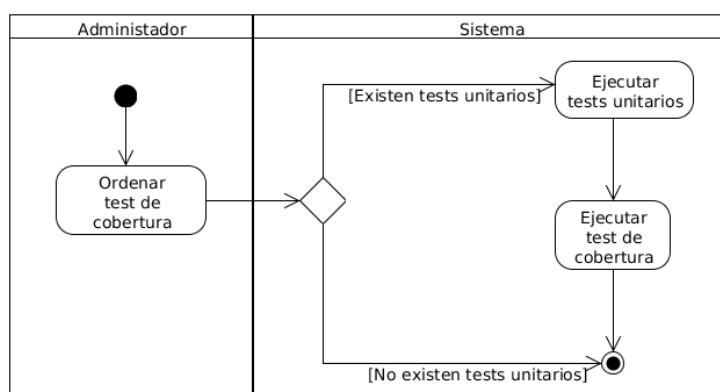 Administador
Sistema
Ejecutar
tests unitarios
[Existen tests unitarios]
Ordenar
test de
cobertura
Ejecutar
test de
cobertura
[No existen tests unitarios]